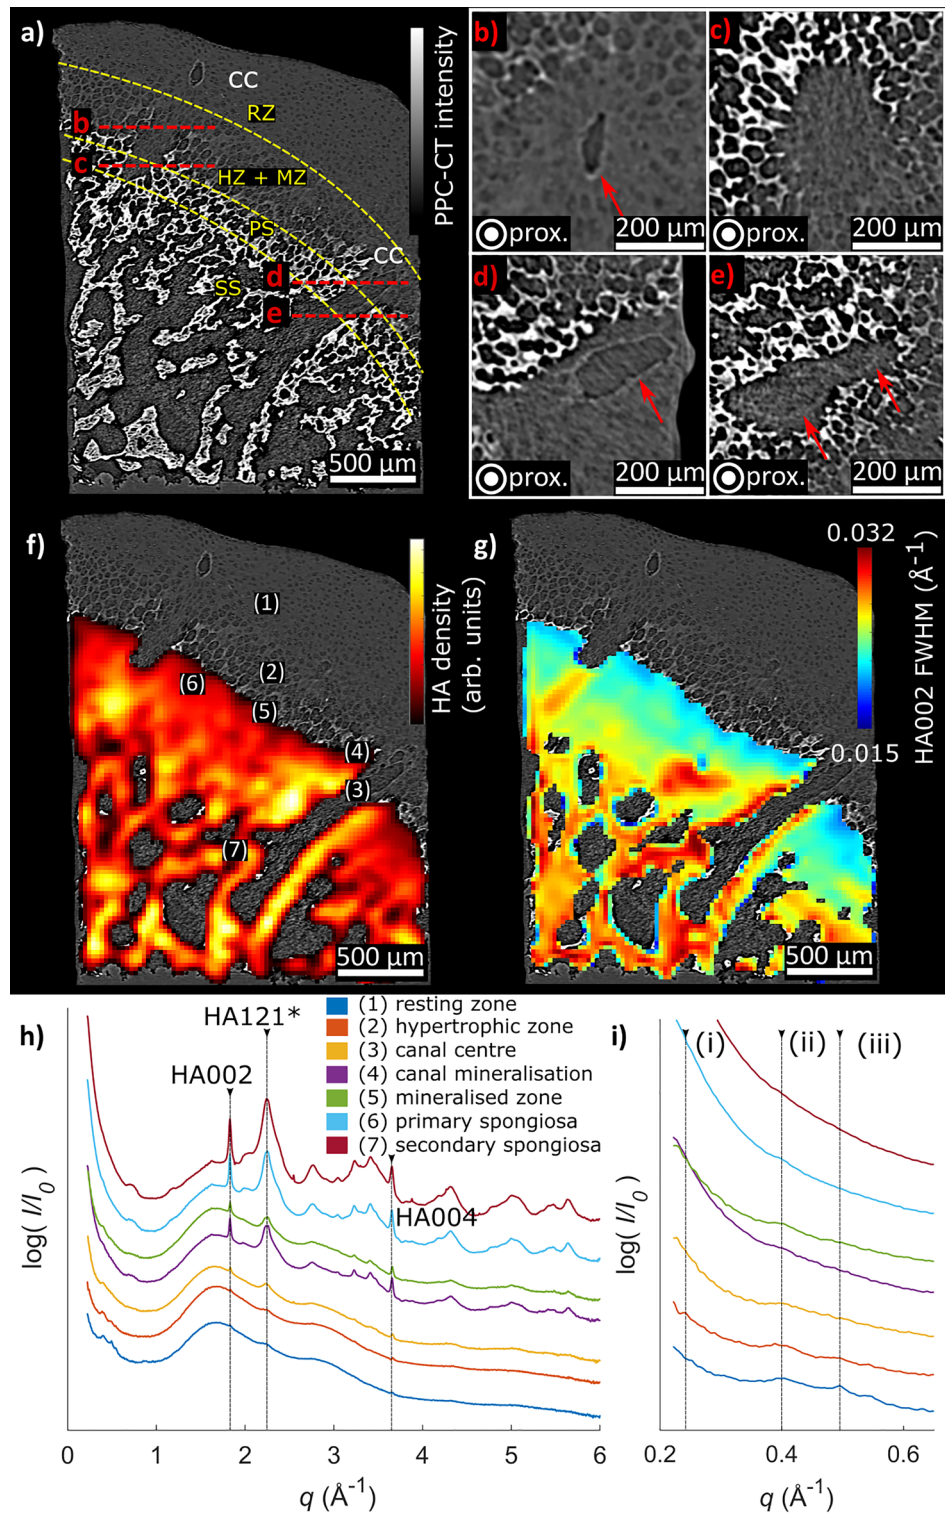 a)
CC
RZ
b
c
HZ + MZ
PS
CC
d
SS
e
500 µm
PPC-CT intensity
b)
prox.
200 µm
c)
prox.
200 µm
d)
prox.
200 µm
e)
prox.
200 µm
f)
(1)
(2)
(6)
(5)
(4)
(3)
(7)
500 µm
HA density
(arb. units)
g)
0.032
0.015
HA002 FWHM (Å-1)
500 µm
h)
HA121*
HA002
HA004
(1) resting zone
(2) hypertrophic zone
(3) canal centre
(4) canal mineralisation
(5) mineralised zone
(6) primary spongiosa
(7) secondary spongiosa
log( I/I0 )
0 1 2 3 4 5 6
q (Å-1)
i)
(i) (ii) (iii)
log( I/I0 )
0.2 0.4 0.6
q (Å-1)